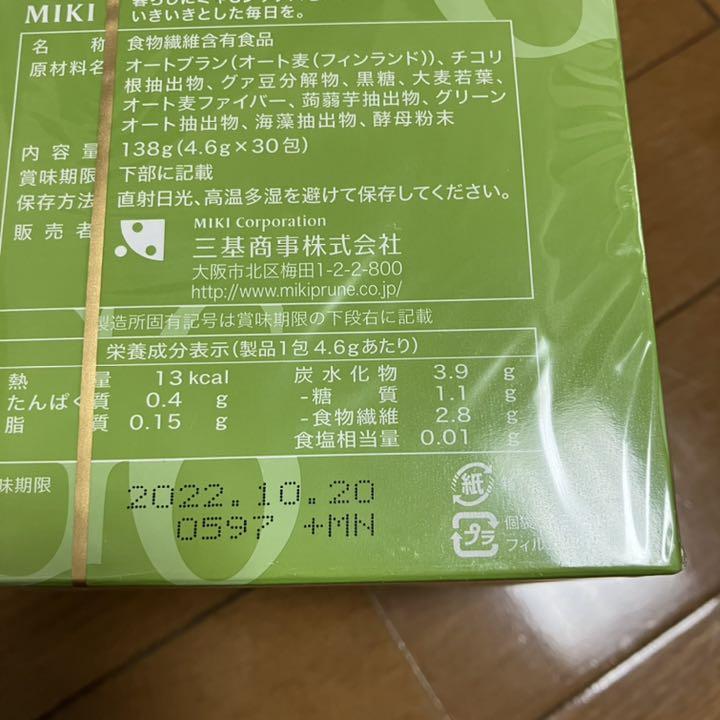 MIKI
いきいきとした毎日を。
名 称 食物繊維含有食品
原材料名 オートブラン(オート麦(フィンランド))、チコリ
根抽出物、グァ豆分解物、黒糖、大麦若葉、
オート麦ファイバー、蒟蒻芋抽出物、グリーン
オート抽出物、海藻抽出物、酵母粉末
内容量 138g(4.6g×30包)
賞味期限 下部に記載
保存方法 直射日光、高温多湿を避けて保存してください。
販売者 MIKI Corporation
三基商事株式会社
大阪市北区梅田1-2-2-800
http://www.mikiprune.co.jp/
製造所固有記号は賞味期限の下段右に記載
栄養成分表示(製品1包4.6gあたり)
熱量 13kcal 炭水化物 3.9 g
たんぱく質 0.4 g -糖質 1.1 g
脂質 0.15 g -食物繊維 2.8 g
食塩相当量 0.01 g
味期限 2022.10.20
0597 +MN
紙
プラ
個
フィル